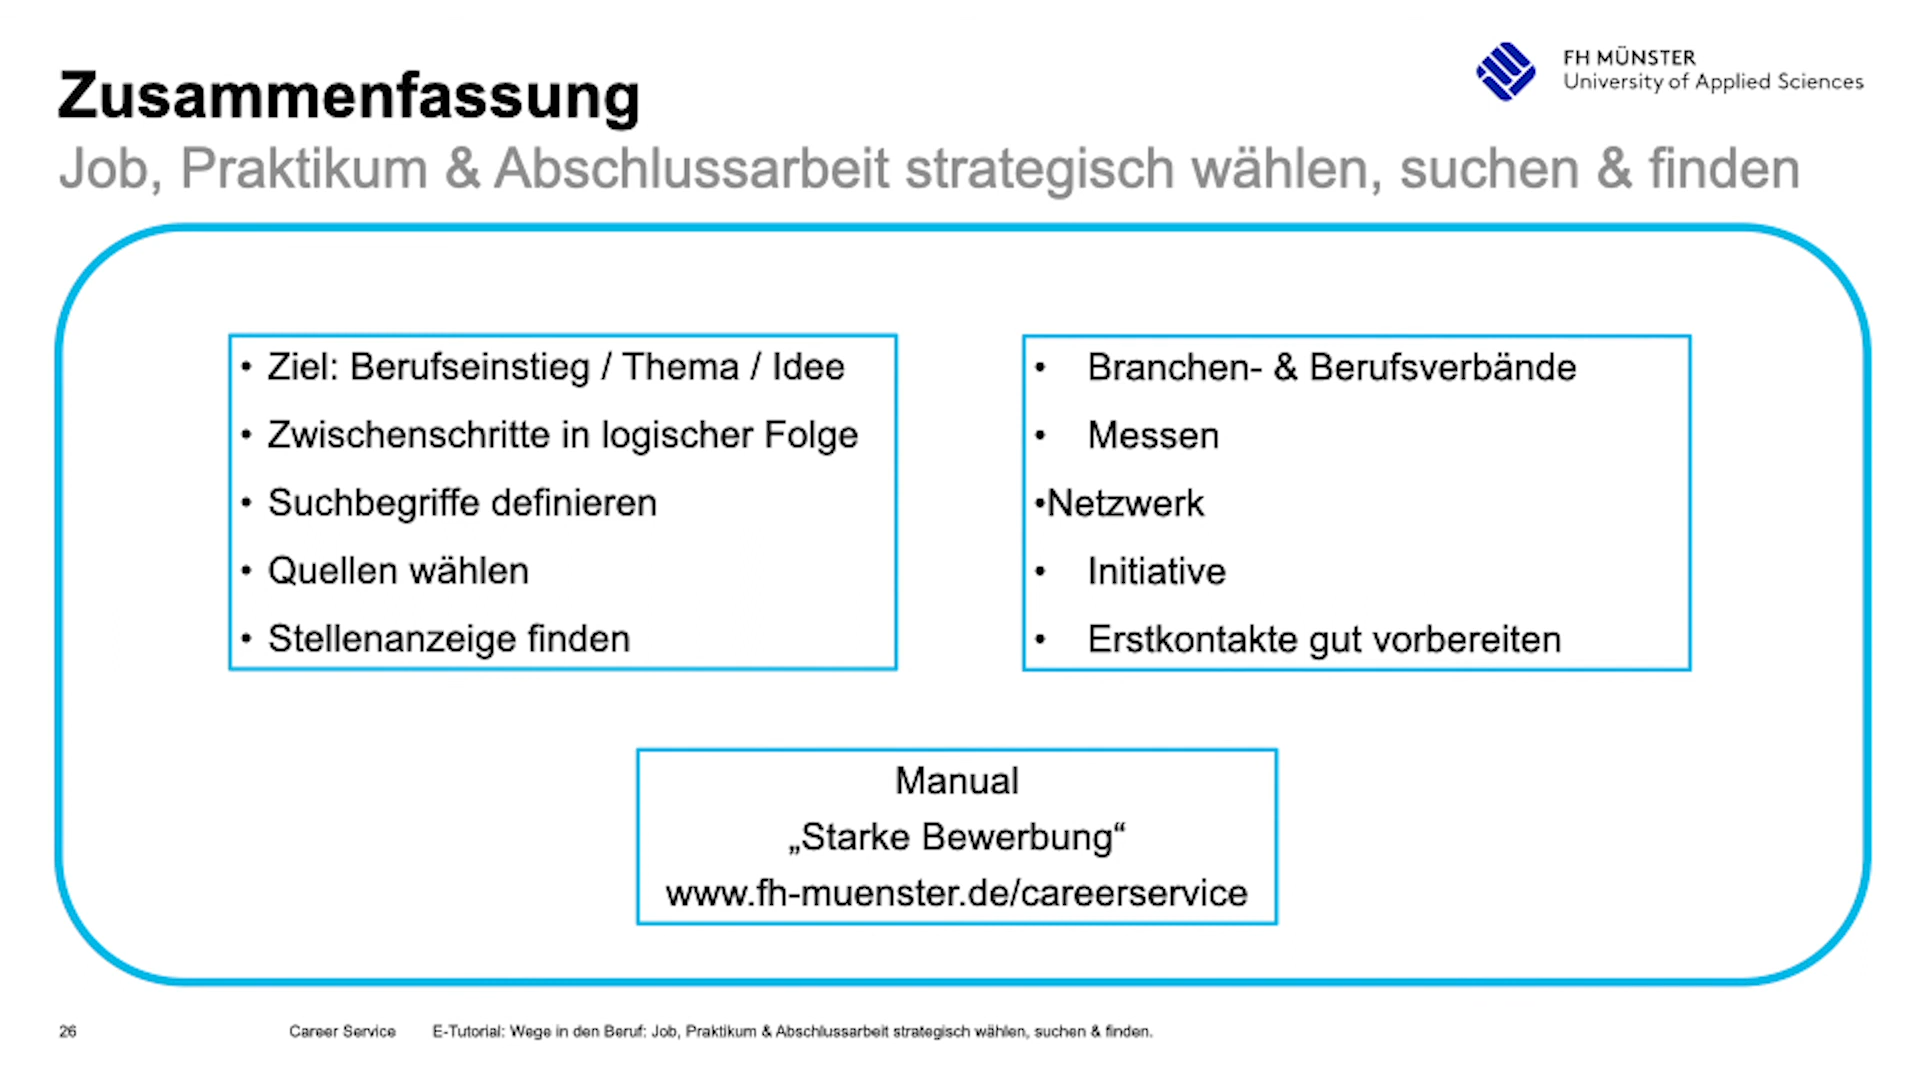 FH MÜNSTER
University of Applied Sciences
Zusammenfassung
Job, Praktikum & Abschlussarbeit strategisch wählen, suchen & finden
• Ziel: Berufseinstieg / Thema / Idee
• Zwischenschritte in logischer Folge
• Suchbegriffe definieren
• Quellen wählen
• Stellenanzeige finden
• Branchen- & Berufsverbände
• Messen
•Netzwerk
• Initiative
• Erstkontakte gut vorbereiten
Manual
„Starke Bewerbung“
www.fh-muenster.de/careerservice
26 Career Service E-Tutorial: Wege in den Beruf: Job, Praktikum & Abschlussarbeit strategisch wählen, suchen & finden.